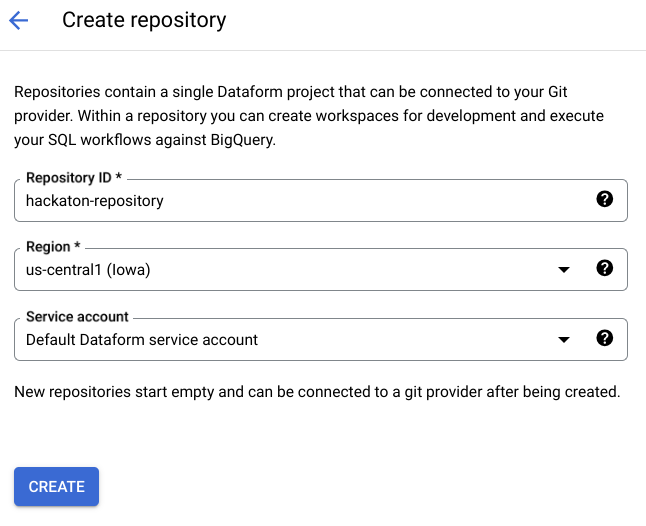 Create repository
Repositories contain a single Dataform project that can be connected to your Git
provider. Within a repository you can create workspaces for development and execute
your SQL workflows against BigQuery.
Repository ID *
hackaton-repository
Region *
us-central1 (Iowa)
Service account
Default Dataform service account
New repositories start empty and can be connected to a git provider after being created.
CREATE